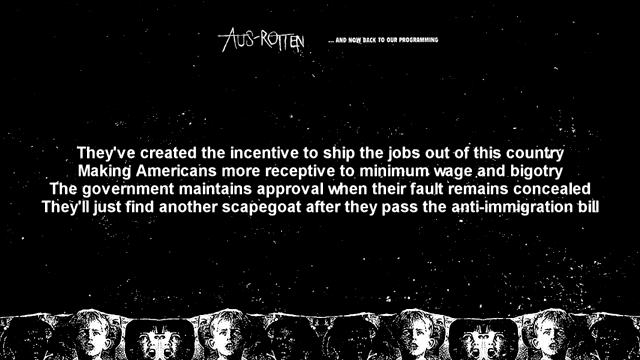 AUS-ROTTEN
... AND NOW BACK TO OUR PROGRAMMING
They've created the incentive to ship the jobs out of this country
Making Americans more receptive to minimum wage and bigotry
The government maintains approval when their fault remains concealed
They'll just find another scapegoat after they pass the anti-immigration bill